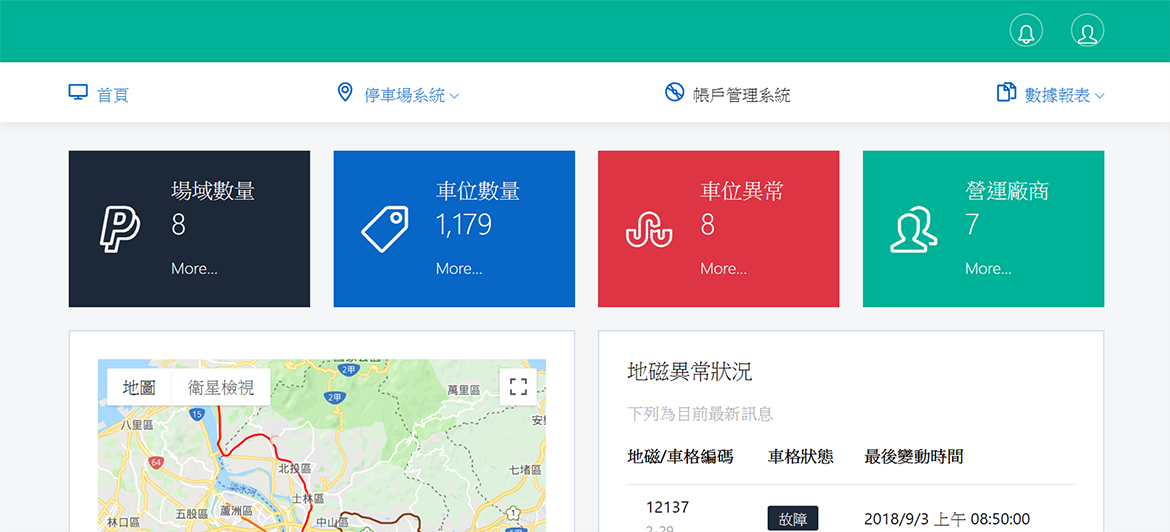 首頁
停車場系統
帳戶管理系統
數據報表
場域數量
8
More...
車位數量
1,179
More...
車位異常
8
More...
營運廠商
7
More...
地圖
衛星檢視
2甲
萬里區
2甲
15
八里區
64
北投區
七堵區
淡水河
士林區
蘆洲區
五股區
林口區
中山區
1
地磁異常狀況
下列為目前最新訊息
地磁/車格編碼 車格狀態 最後變動時間
12137
故障 2018/9/3 上午 08:50:00